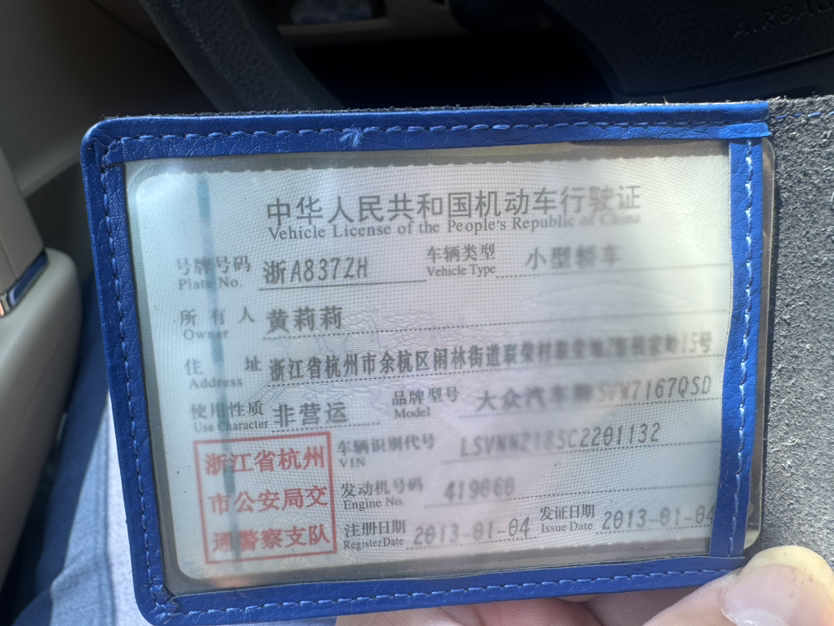 中华人民共和国机动车行驶证
Vehicle License of the People's Republic of China
号牌号码 浙A837ZH 车辆类型 小型轿车
Plate No. Vehicle Type
所有人 黄莉莉
Owner
住址 浙江省杭州市余杭区闲林街道联荣村 15号
Address
使用性质 非营运 品牌型号 大众汽车牌SVW7167QSD
Use Character Model
浙江省杭州
市公安局交
通警察支队
车辆识别代号
VIN
发动机号码 419060
Engine No.
注册日期 2013-01-04 发证日期 2013-01-04
Register Date Issue Date